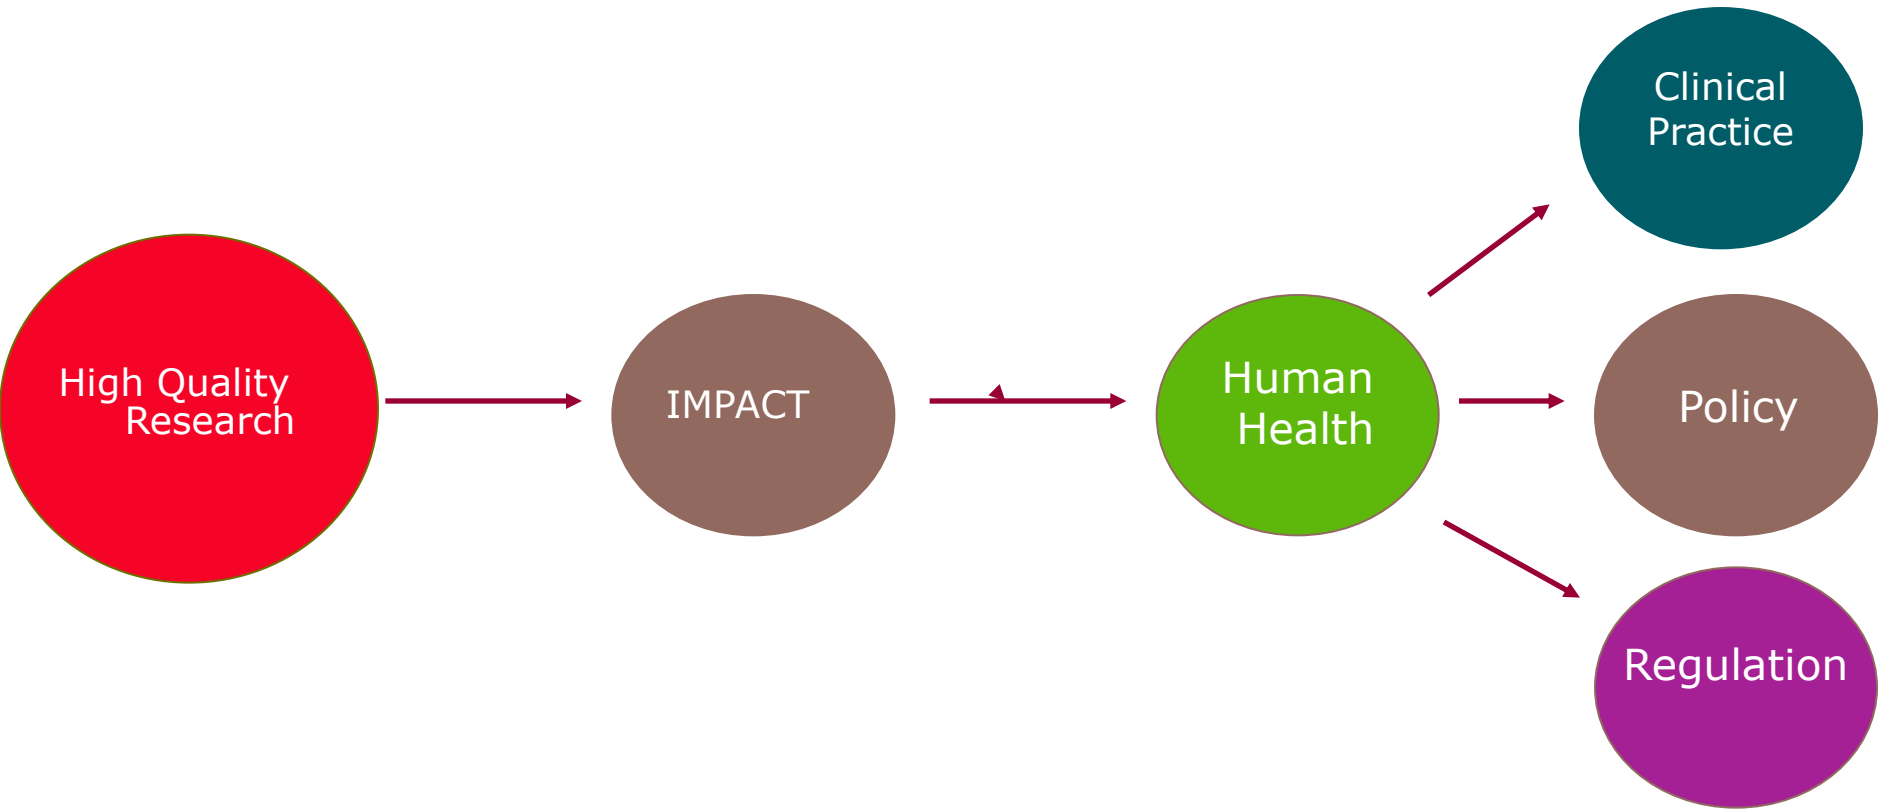 High Quality
Research
IMPACT
Human
Health
Clinical
Practice
Policy
Regulation